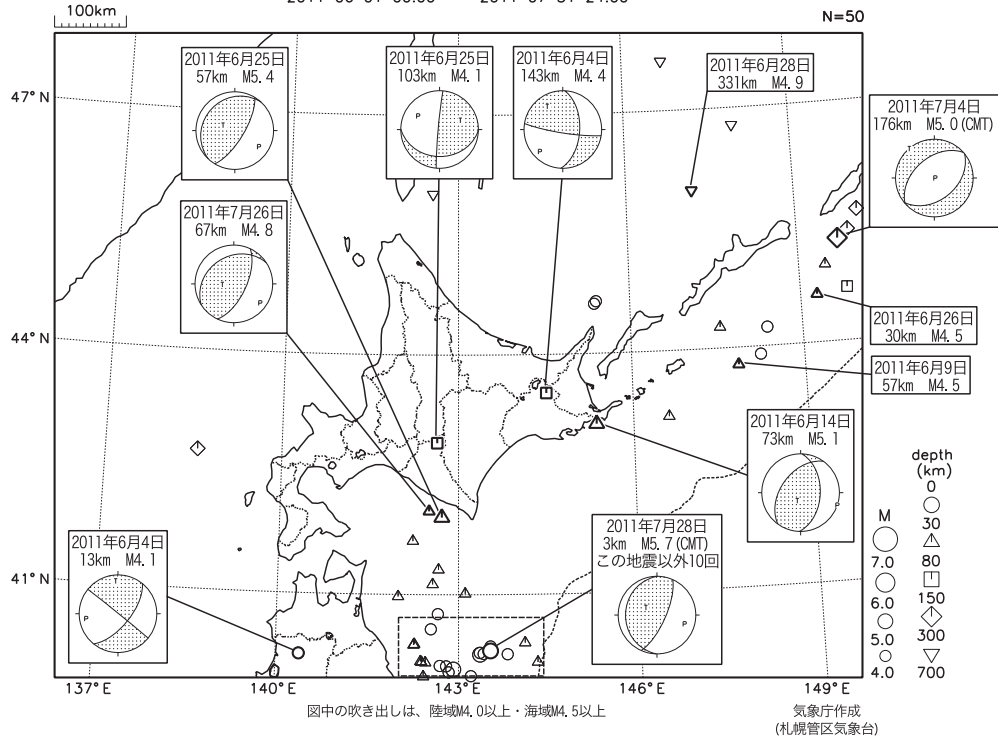 100km
N=50
2011年6月25日
57km M5.4
T
P
2011年6月25日
103km M4.1
P
T
2011年6月4日
143km M4.4
T
P
2011年6月28日
331km M4.9
2011年7月4日
176km M5.0(CMT)
T
P
2011年7月26日
67km M4.8
T
P
2011年6月26日
30km M4.5
2011年6月9日
57km M4.5
2011年6月14日
73km M5.1
T
P
2011年7月28日
3km M5.7(CMT)
この地震以外10回
T
P
2011年6月4日
13km M4.1
T
P
47°N
44°N
41°N
137°E
140°E
143°E
146°E
149°E
M
7.0
6.0
5.0
4.0
depth
(km)
0
30
80
150
300
700
図中の吹き出しは、陸域M4.0以上・海域M4.5以上
気象庁作成
(札幌管区気象台)